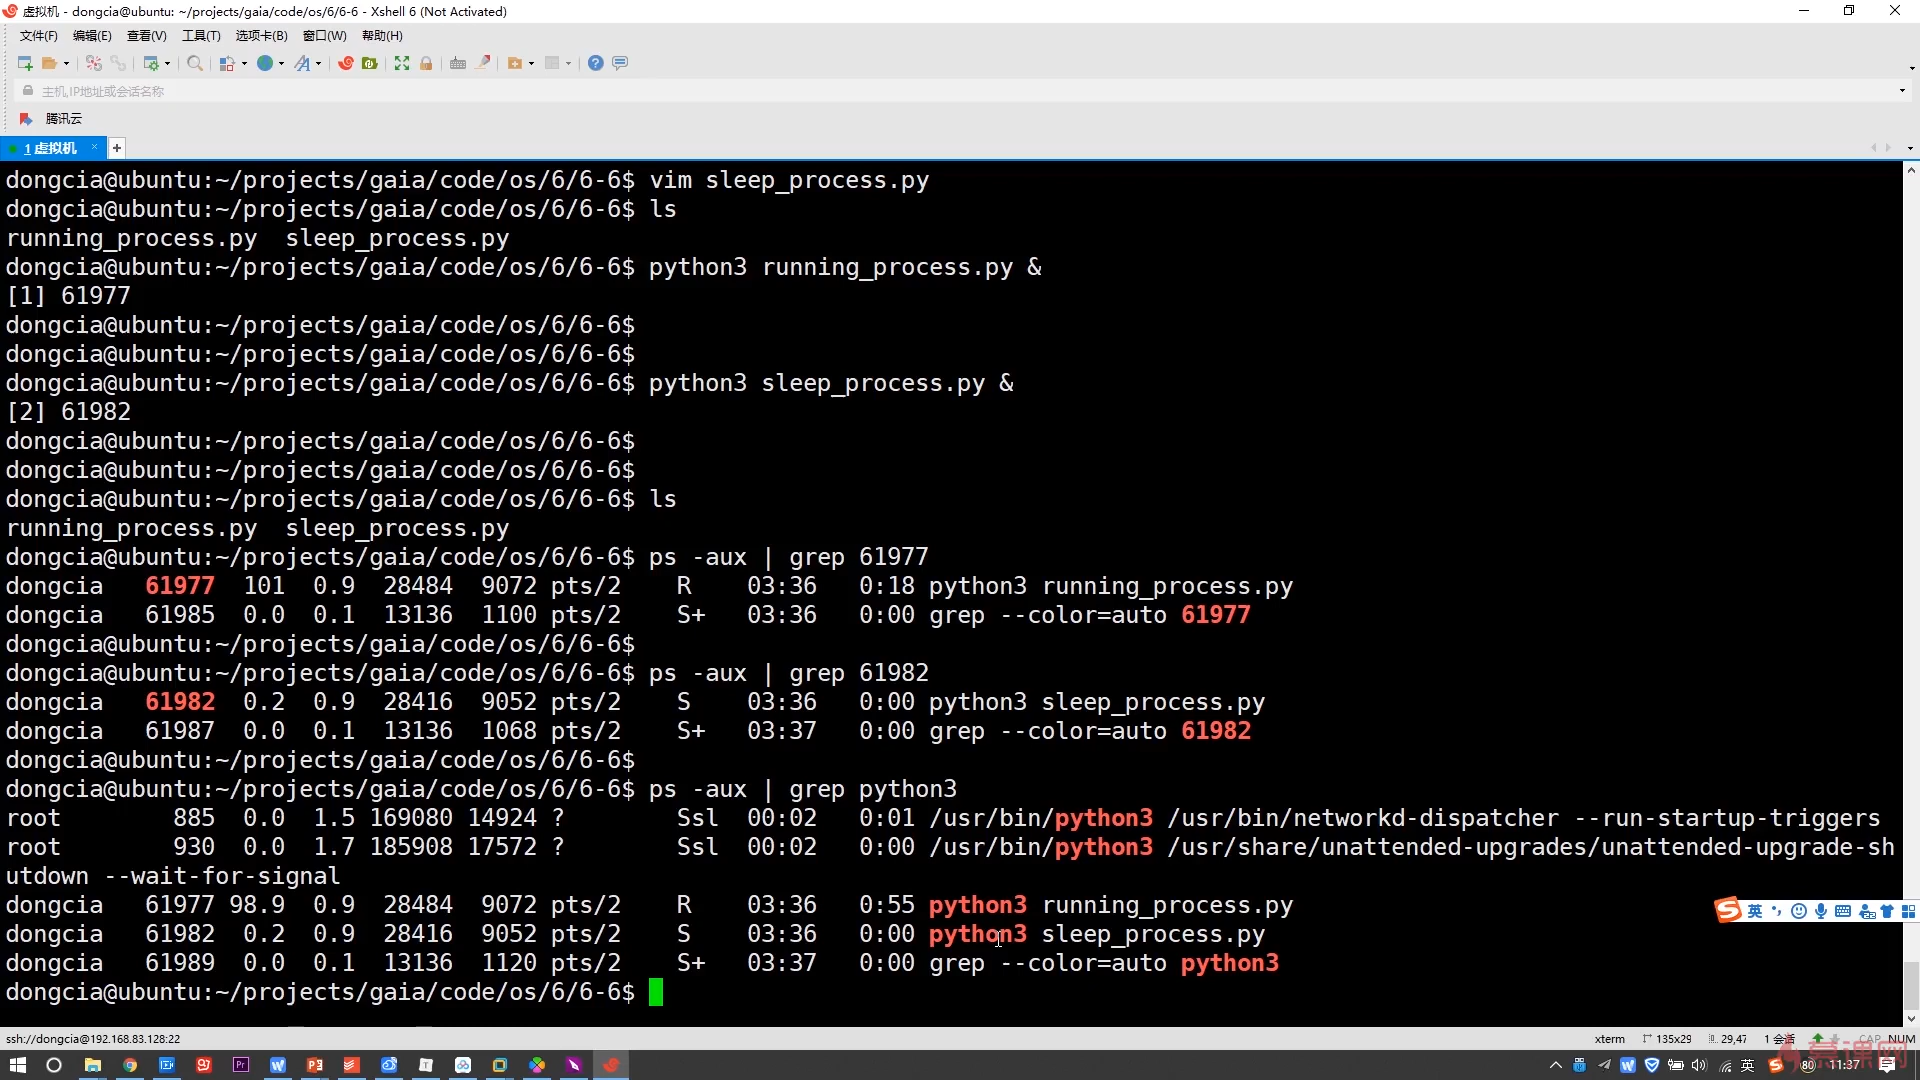 虚拟机 - dongcia@ubuntu: ~/projects/gaia/code/os/6/6-6 - Xshell 6 (Not Activated)
文件(F) 编辑(E) 查看(V) 工具(T) 选项卡(B) 窗口(W) 帮助(H)
主机,IP地址或会话名称
腾讯云
1 虚拟机 × +
dongcia@ubuntu:~/projects/gaia/code/os/6/6-6$ vim sleep_process.py
dongcia@ubuntu:~/projects/gaia/code/os/6/6-6$ ls
running_process.py  sleep_process.py
dongcia@ubuntu:~/projects/gaia/code/os/6/6-6$ python3 running_process.py &
[1] 61977
dongcia@ubuntu:~/projects/gaia/code/os/6/6-6$
dongcia@ubuntu:~/projects/gaia/code/os/6/6-6$
dongcia@ubuntu:~/projects/gaia/code/os/6/6-6$ python3 sleep_process.py &
[2] 61982
dongcia@ubuntu:~/projects/gaia/code/os/6/6-6$
dongcia@ubuntu:~/projects/gaia/code/os/6/6-6$
dongcia@ubuntu:~/projects/gaia/code/os/6/6-6$ ls
running_process.py  sleep_process.py
dongcia@ubuntu:~/projects/gaia/code/os/6/6-6$ ps -aux | grep 61977
dongcia   61977  101  0.9  28484  9072 pts/2    R    03:36   0:18 python3 running_process.py
dongcia   61985  0.0  0.1  13136  1100 pts/2    S+   03:36   0:00 grep --color=auto 61977
dongcia@ubuntu:~/projects/gaia/code/os/6/6-6$
dongcia@ubuntu:~/projects/gaia/code/os/6/6-6$ ps -aux | grep 61982
dongcia   61982  0.2  0.9  28416  9052 pts/2    S    03:36   0:00 python3 sleep_process.py
dongcia   61987  0.0  0.1  13136  1068 pts/2    S+   03:37   0:00 grep --color=auto 61982
dongcia@ubuntu:~/projects/gaia/code/os/6/6-6$
dongcia@ubuntu:~/projects/gaia/code/os/6/6-6$ ps -aux | grep python3
root        885  0.0  1.5 169080 14924 ?        Ssl  00:02   0:01 /usr/bin/python3 /usr/bin/networkd-dispatcher --run-startup-triggers
root        930  0.0  1.7 185908 17572 ?        Ssl  00:02   0:00 /usr/bin/python3 /usr/share/unattended-upgrades/unattended-upgrade-sh
utdown --wait-for-signal
dongcia   61977 98.9  0.9  28484  9072 pts/2    R    03:36   0:55 python3 running_process.py
dongcia   61982  0.2  0.9  28416  9052 pts/2    S    03:36   0:00 python3 sleep_process.py
dongcia   61989  0.0  0.1  13136  1120 pts/2    S+   03:37   0:00 grep --color=auto python3
dongcia@ubuntu:~/projects/gaia/code/os/6/6-6$
英
ssh://dongcia@192.168.83.128:22 xterm 135x29 29,47 1 会话 CAP NUM
英 80 11:37
慕课网